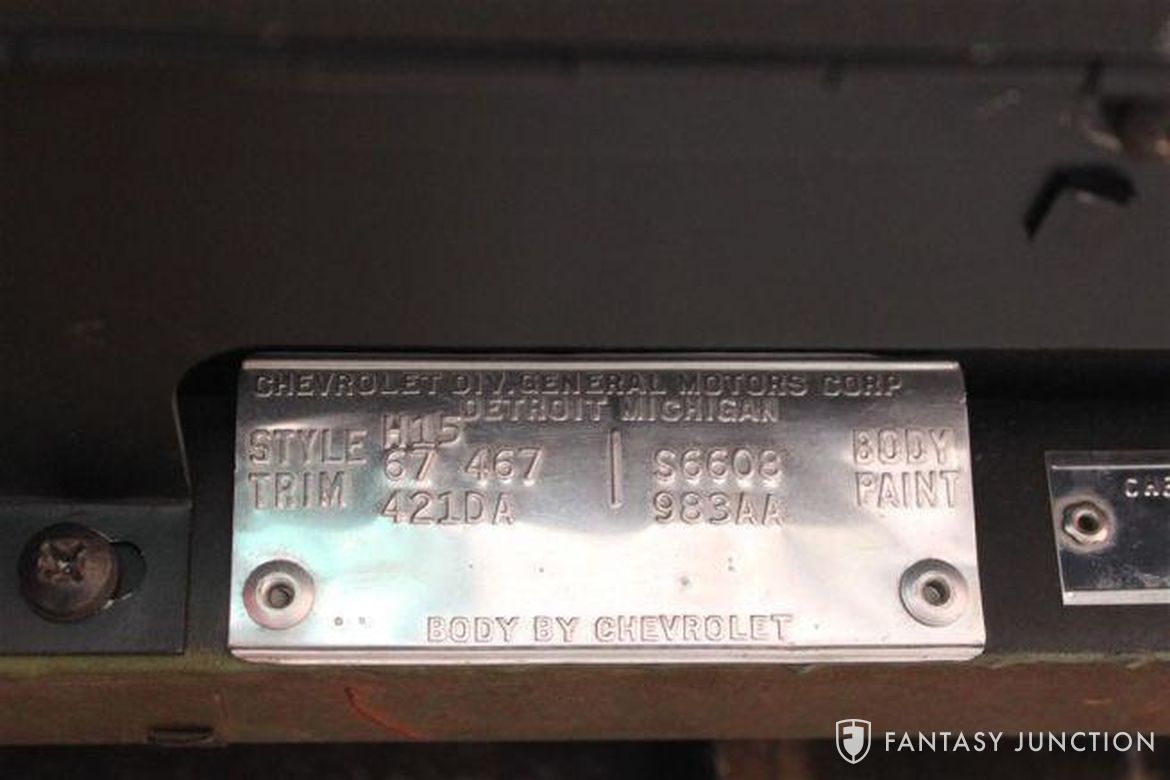 CHEVROLET DIV. GENERAL MOTORS CORP
DETROIT MICHIGAN
H15
STYLE 67 467 S6608 BODY
TRIM 421DA 983AA PAINT
BODY BY CHEVROLET
FANTASY JUNCTION